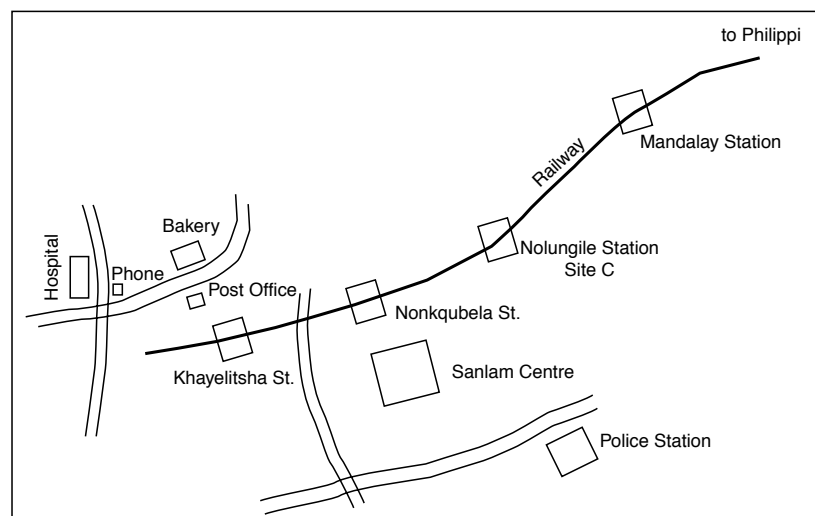 to Philippi
Mandalay Station
Railway
Nolungile Station
Site C
Bakery
Hospital
Phone
Post Office
Nonkqubela St.
Khayelitsha St.
Sanlam Centre
Police Station